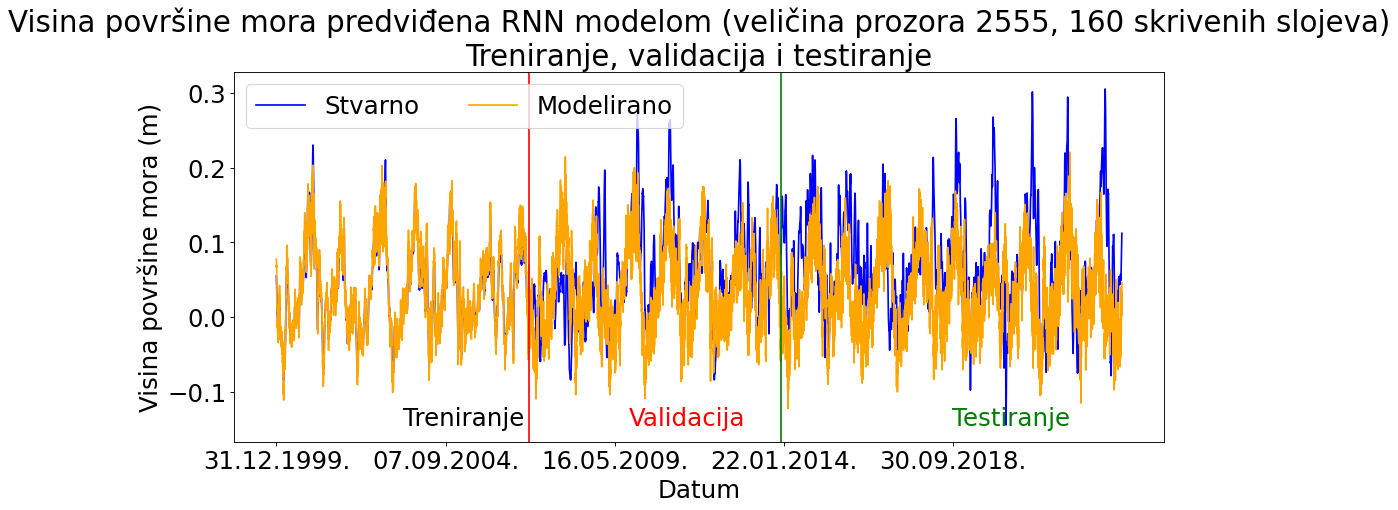 Visina površine mora predviđena RNN modelom (veličina prozora 2555, 160 skrivenih slojeva)
Treniranje, validacija i testiranje
Stvarno
Modelirano
Visina površine mora (m)
0.3
0.2
0.1
0.0
−0.1
Treniranje
Validacija
Testiranje
31.12.1999.
07.09.2004.
16.05.2009.
22.01.2014.
30.09.2018.
Datum